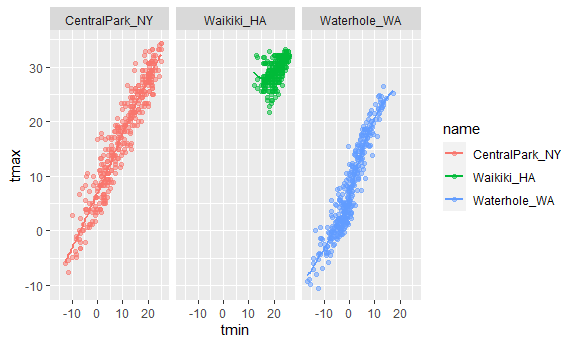 CentralPark_NY Waikiki_HA Waterhole_WA
30
20
10
0
-10
tmax
-10 0 10 20 -10 0 10 20 -10 0 10 20
tmin
name
CentralPark_NY
Waikiki_HA
Waterhole_WA